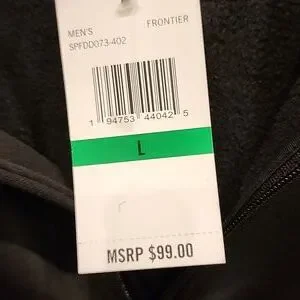 MEN'S FRONTIER
SPFDD073-402
1 94753 44042 5
L
MSRP $99.00